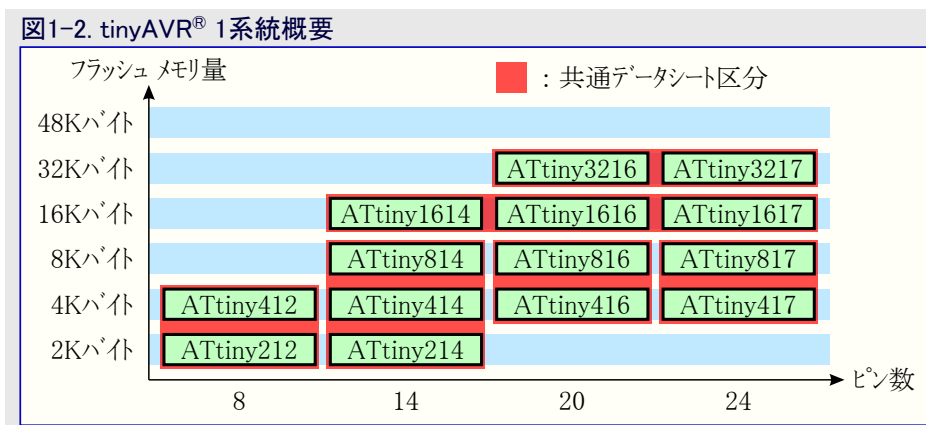 図1-2. tinyAVR® 1系統概要
フラッシュ メモリ量
: 共通データシート区分
48Kバイト
32Kバイト ATtiny3216 ATtiny3217
16Kバイト ATtiny1614 ATtiny1616 ATtiny1617
8Kバイト ATtiny814 ATtiny816 ATtiny817
4Kバイト ATtiny412 ATtiny414 ATtiny416 ATtiny417
2Kバイト ATtiny212 ATtiny214
ピン数
8 14 20 24